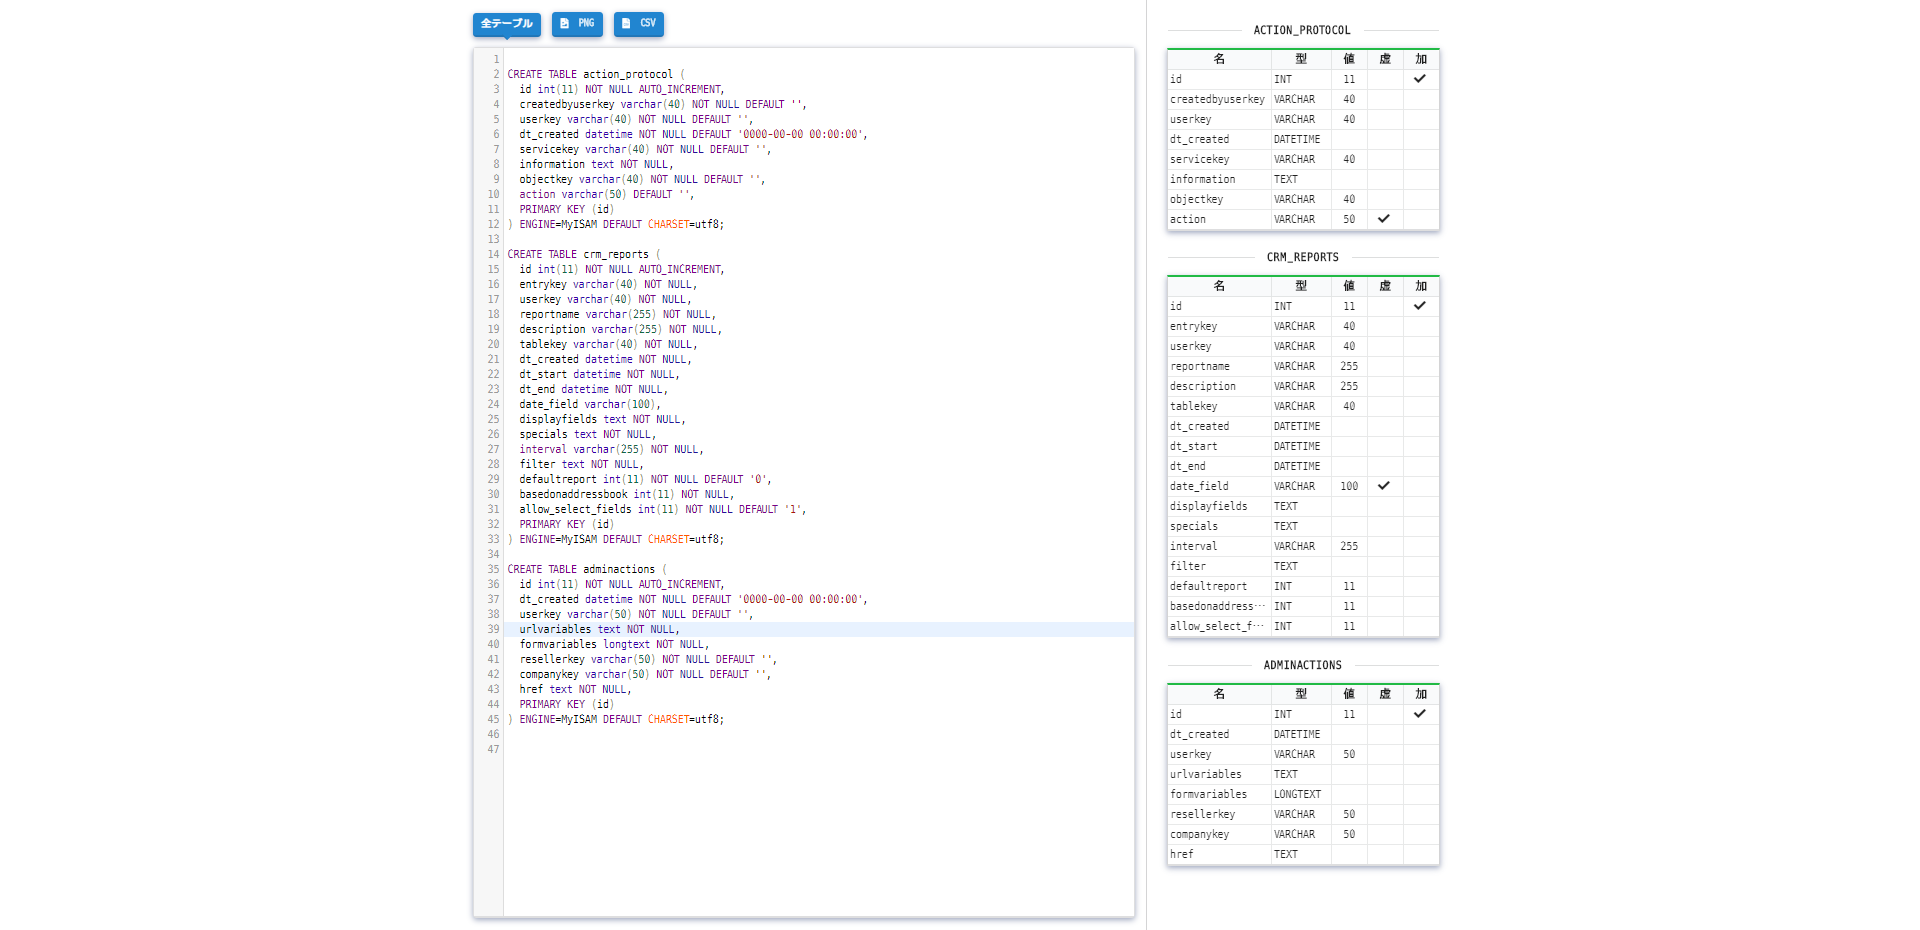 全テーブル PNG CSV
1
2 CREATE TABLE action_protocol (
3 id int(11) NOT NULL AUTO_INCREMENT,
4 createdbyuserkey varchar(40) NOT NULL DEFAULT '',
5 userkey varchar(40) NOT NULL DEFAULT '',
6 dt_created datetime NOT NULL DEFAULT '0000-00-00 00:00:00',
7 servicekey varchar(40) NOT NULL DEFAULT '',
8 information text NOT NULL,
9 objectkey varchar(40) NOT NULL DEFAULT '',
10 action varchar(50) DEFAULT '',
11 PRIMARY KEY (id)
12 ) ENGINE=MyISAM DEFAULT CHARSET=utf8;
13
14 CREATE TABLE crm_reports (
15 id int(11) NOT NULL AUTO_INCREMENT,
16 entrykey varchar(40) NOT NULL,
17 userkey varchar(40) NOT NULL,
18 reportname varchar(255) NOT NULL,
19 description varchar(255) NOT NULL,
20 tablekey varchar(40) NOT NULL,
21 dt_created datetime NOT NULL,
22 dt_start datetime NOT NULL,
23 dt_end datetime NOT NULL,
24 date_field varchar(100),
25 displayfields text NOT NULL,
26 specials text NOT NULL,
27 interval varchar(255) NOT NULL,
28 filter text NOT NULL,
29 defaultreport int(11) NOT NULL DEFAULT '0',
30 basedonaddressbook int(11) NOT NULL,
31 allow_select_fields int(11) NOT NULL DEFAULT '1',
32 PRIMARY KEY (id)
33 ) ENGINE=MyISAM DEFAULT CHARSET=utf8;
34
35 CREATE TABLE adminactions (
36 id int(11) NOT NULL AUTO_INCREMENT,
37 dt_created datetime NOT NULL DEFAULT '0000-00-00 00:00:00',
38 userkey varchar(50) NOT NULL DEFAULT '',
39 urlvariables text NOT NULL,
40 formvariables longtext NOT NULL,
41 resellerkey varchar(50) NOT NULL DEFAULT '',
42 companykey varchar(50) NOT NULL DEFAULT '',
43 href text NOT NULL,
44 PRIMARY KEY (id)
45 ) ENGINE=MyISAM DEFAULT CHARSET=utf8;
46
47
ACTION_PROTOCOL
名 型 値 虚 加
id INT 11 ✓
createdbyuserkey VARCHAR 40
userkey VARCHAR 40
dt_created DATETIME
servicekey VARCHAR 40
information TEXT
objectkey VARCHAR 40
action VARCHAR 50 ✓
CRM_REPORTS
名 型 値 虚 加
id INT 11 ✓
entrykey VARCHAR 40
userkey VARCHAR 40
reportname VARCHAR 255
description VARCHAR 255
tablekey VARCHAR 40
dt_created DATETIME
dt_start DATETIME
dt_end DATETIME
date_field VARCHAR 100 ✓
displayfields TEXT
specials TEXT
interval VARCHAR 255
filter TEXT
defaultreport INT 11
basedonaddress… INT 11
allow_select_f… INT 11
ADMINACTIONS
名 型 値 虚 加
id INT 11 ✓
dt_created DATETIME
userkey VARCHAR 50
urlvariables TEXT
formvariables LONGTEXT
resellerkey VARCHAR 50
companykey VARCHAR 50
href TEXT